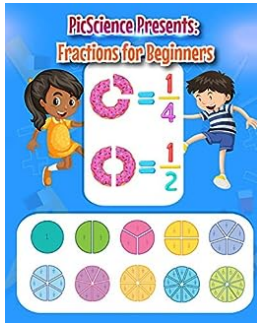 PicScience Presents:
Fractions for Beginners
= 1/4
= 1/2